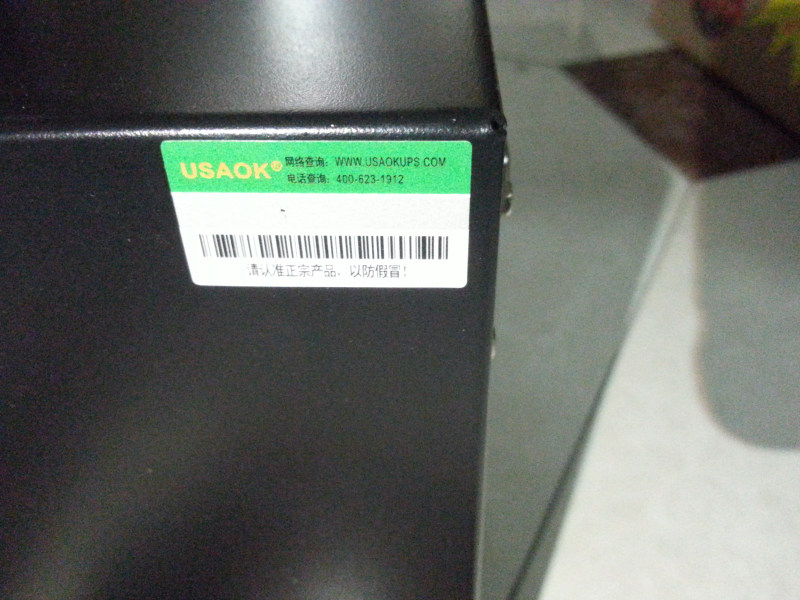 USAOK® 网络查询：WWW.USAOKUPS.COM
电话查询：400-623-1912
请认准正宗产品，以防假冒！